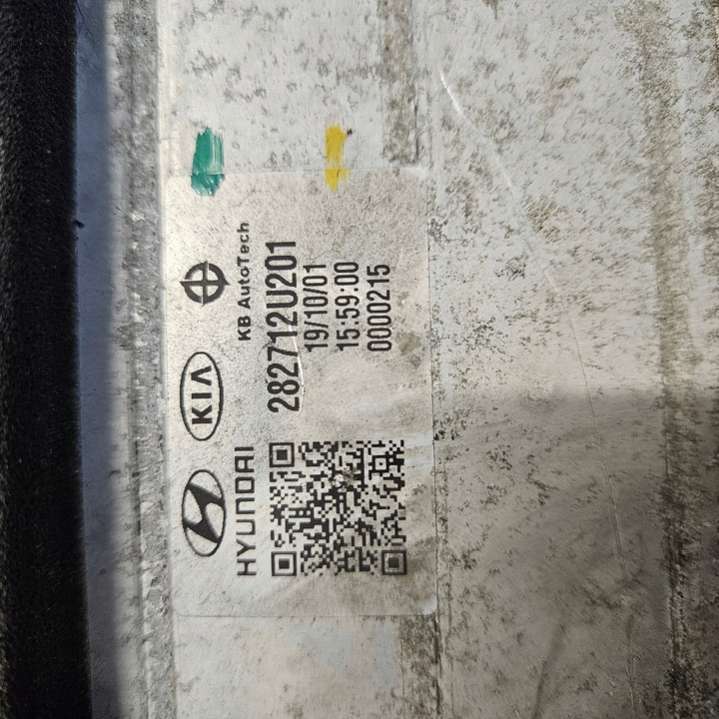 HYUNDAI
KIA
KB AutoTech
282712U201
19/10/01
15:59:00
0000215